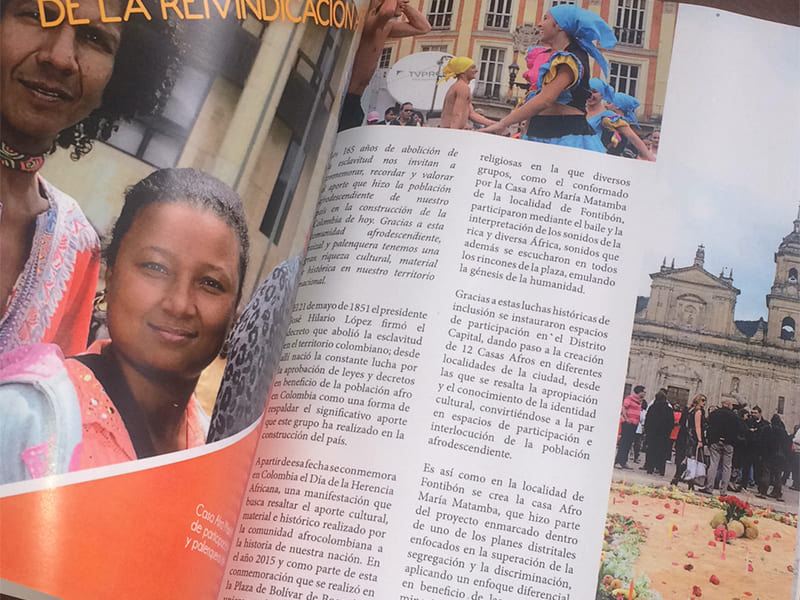 DE LA REIVINDICACIÓN
TVPRO
165 años de abolición de
esclavitud nos invitan a
conmemorar, recordar y valorar
aporte que hizo la población
afrodescendiente de nuestro
país en la construcción de la
Colombia de hoy. Gracias a esta
comunidad afrodescendiente,
raizal y palenquera tenemos una
gran riqueza cultural, material
e histórica en nuestro territorio
nacional.
El 21 de mayo de 1851 el presidente
José Hilario López firmó el
decreto que abolió la esclavitud
en el territorio colombiano; desde
allí nació la constante lucha por
la aprobación de leyes y decretos
en beneficio de la población afro
en Colombia como una forma de
respaldar el significativo aporte
que este grupo ha realizado en la
construcción del país.
A partir de esa fecha se conmemora
en Colombia el Día de la Herencia
Africana, una manifestación que
busca resaltar el aporte cultural,
material e histórico realizado por
la comunidad afrocolombiana a
la historia de nuestra nación. En
el año 2015 y como parte de esta
conmemoración que se realizó en
la Plaza de Bolívar de
religiosas en la que diversos
grupos, como el conformado
por la Casa Afro María Matamba
de la localidad de Fontibón,
participaron mediante el baile y la
interpretación de los sonidos de la
rica y diversa África, sonidos que
además se escucharon en todos
los rincones de la plaza, emulando
la génesis de la humanidad.
Gracias a estas luchas históricas de
inclusión se instauraron espacios
de participación en el Distrito
Capital, dando paso a la creación
de 12 Casas Afros en diferentes
localidades de la ciudad, desde
las que se resalta la apropiación
y el conocimiento de la identidad
cultural, convirtiéndose a la par
en espacios de participación e
interlocución de la población
afrodescendiente.
Es así como en la localidad de
Fontibón se crea la casa Afro
María Matamba, que hizo parte
del proyecto enmarcado dentro
de uno de los planes distritales
enfocados en la superación de la
segregación y la discriminación,
aplicando un enfoque diferencial
en beneficio de las
Casa Afro
de
y